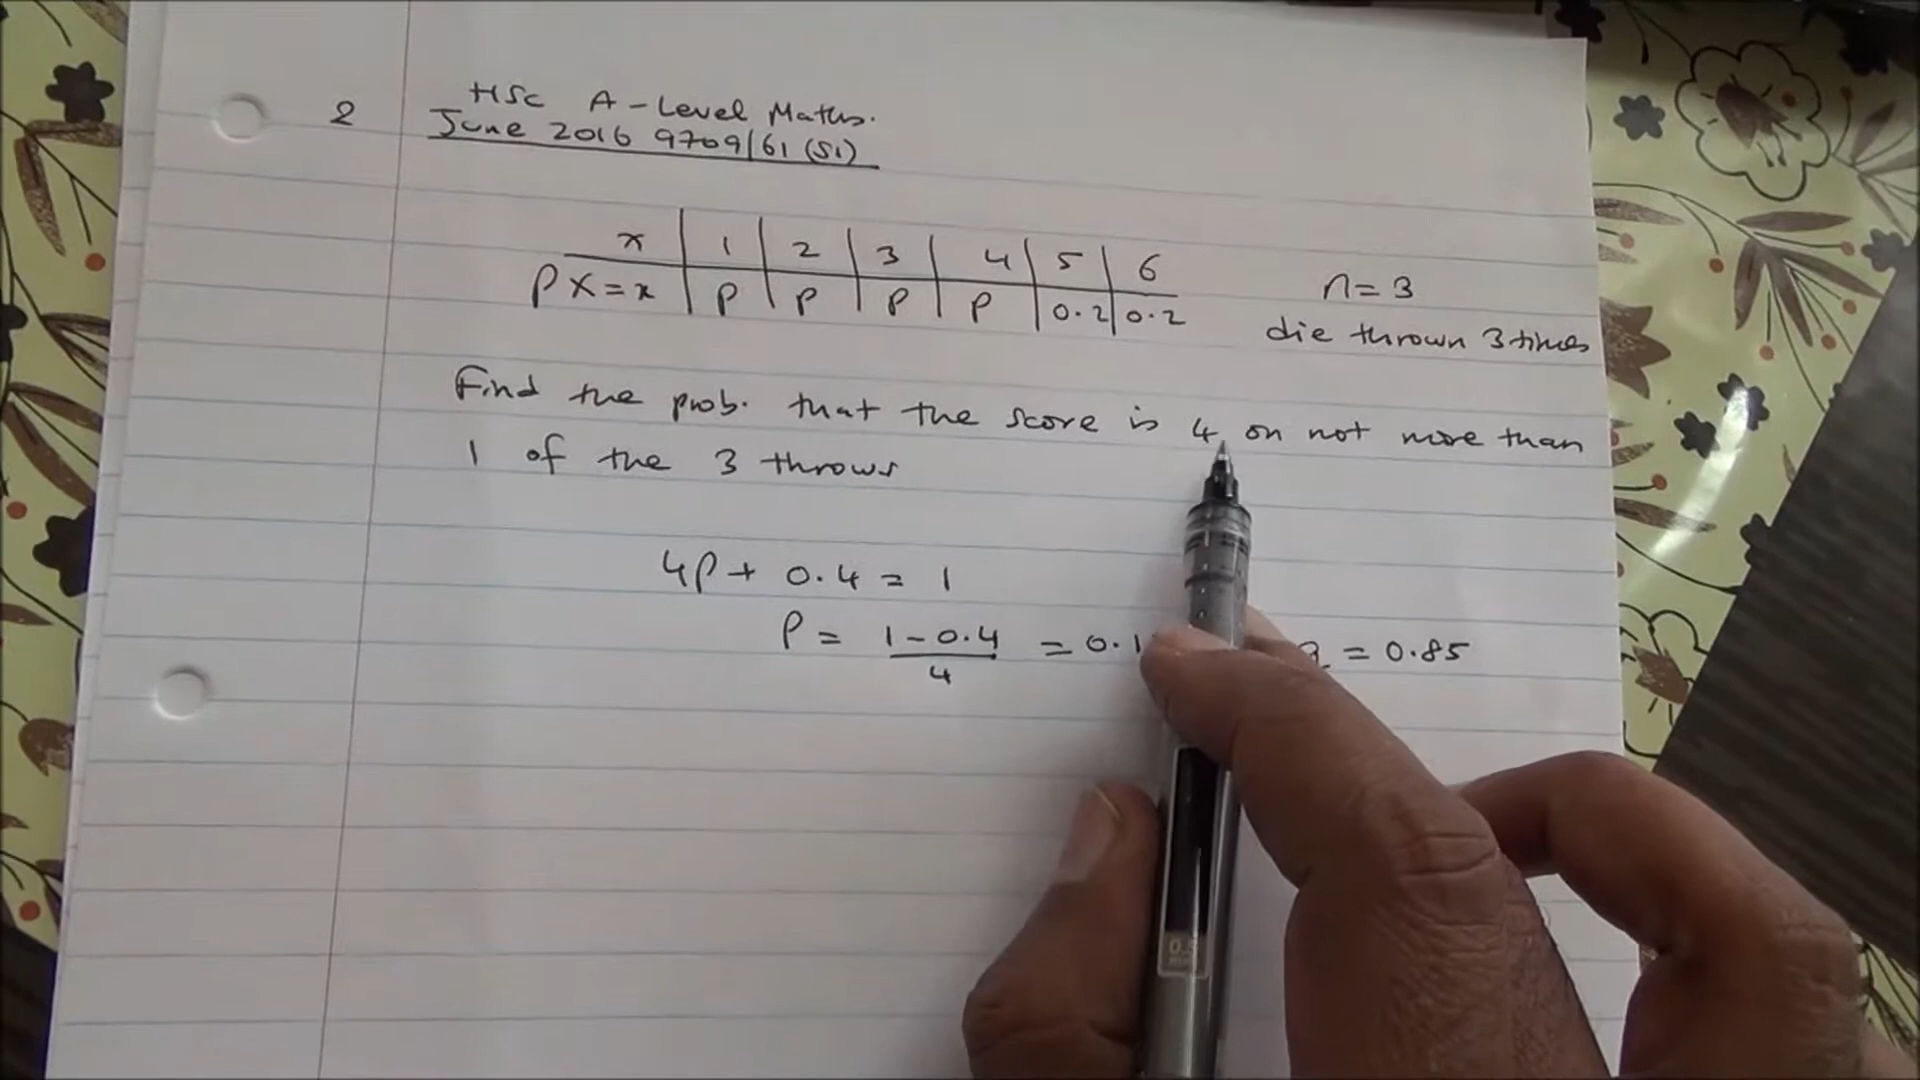 2
HSc A-Level Maths.
June 2016 9709/61 (S1)
x 1 2 3 4 5 6
P X=x P P P P 0.2 0.2
n=3
die thrown 3 times
Find the prob. that the score is 4 on not more than
1 of the 3 throws
4P+ 0.4 = 1
P = 1-0.4 = 0.1 = 0.85
4
0.5